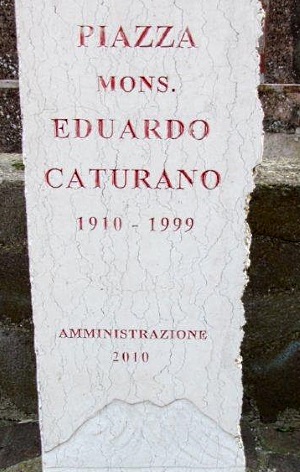 PIAZZA
MONS.
EDUARDO
CATURANO
1910 - 1999
AMMINISTRAZIONE
2010